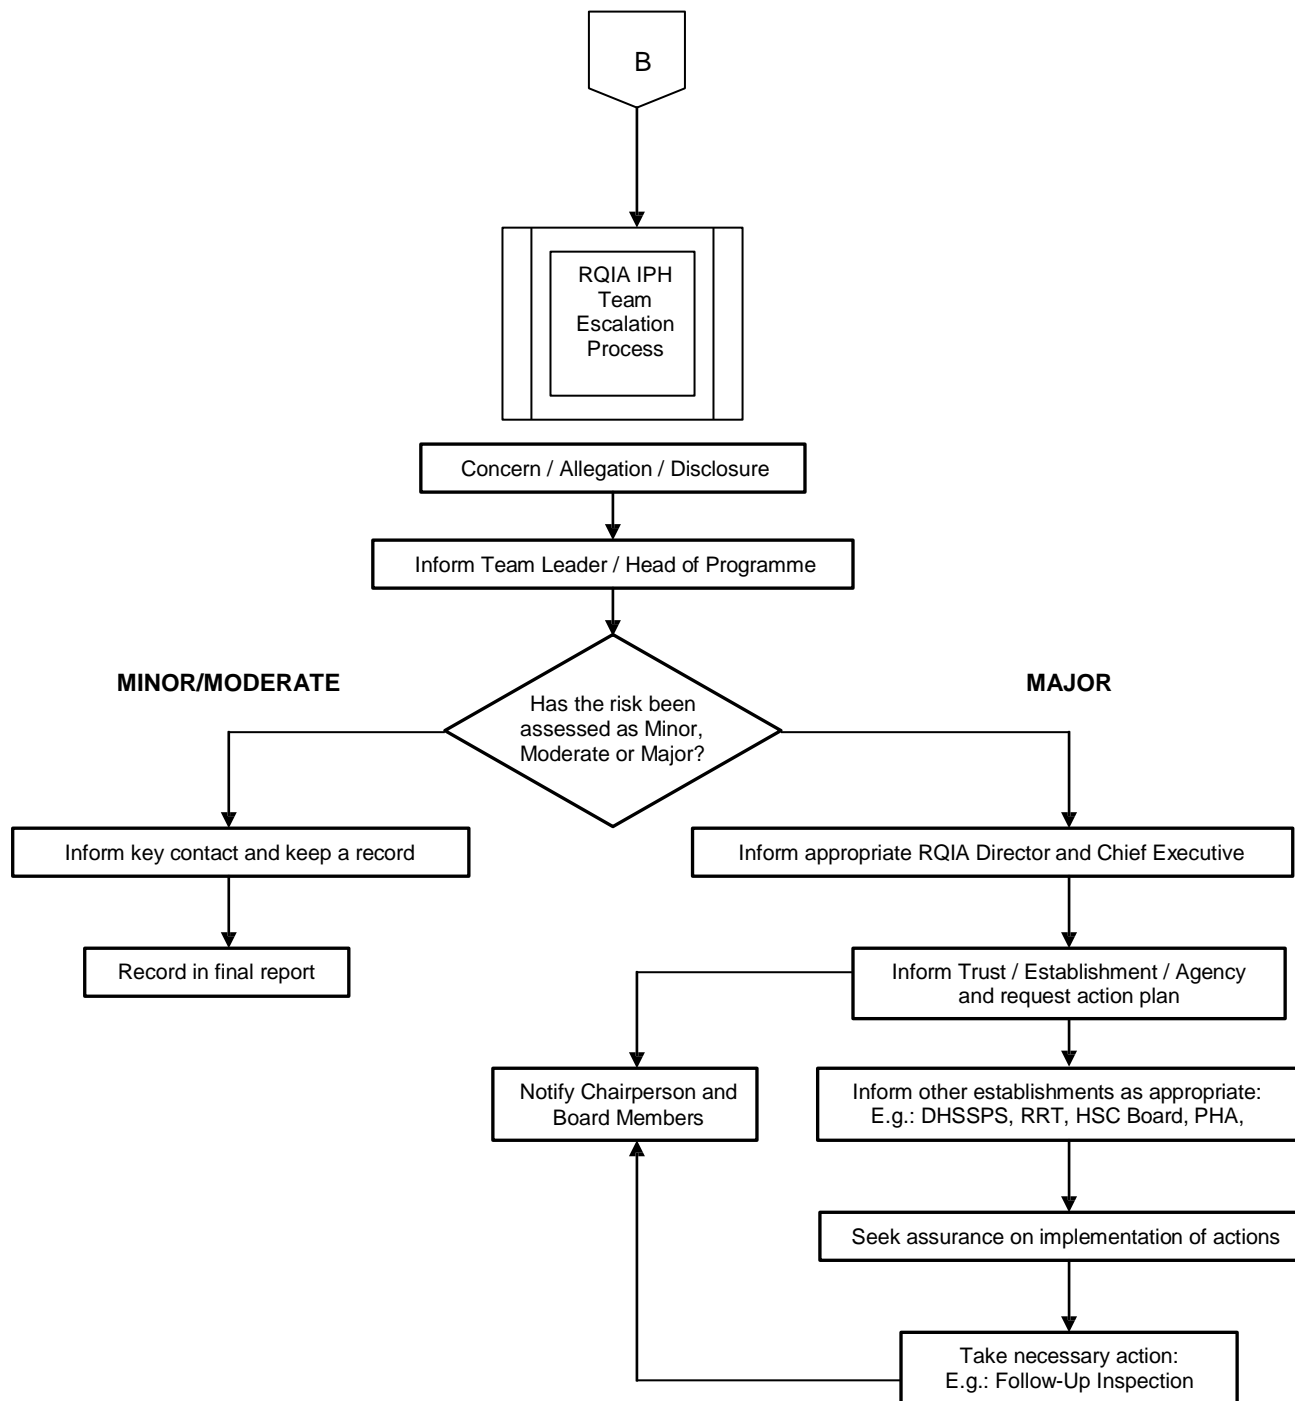 B
RQIA IPH
Team
Escalation
Process
Concern / Allegation / Disclosure
Inform Team Leader / Head of Programme
MINOR/MODERATE
MAJOR
Has the risk been
assessed as Minor,
Moderate or Major?
Inform key contact and keep a record
Inform appropriate RQIA Director and Chief Executive
Record in final report
Inform Trust / Establishment / Agency
and request action plan
Notify Chairperson and
Board Members
Inform other establishments as appropriate:
E.g.: DHSSPS, RRT, HSC Board, PHA,
Seek assurance on implementation of actions
Take necessary action:
E.g.: Follow-Up Inspection